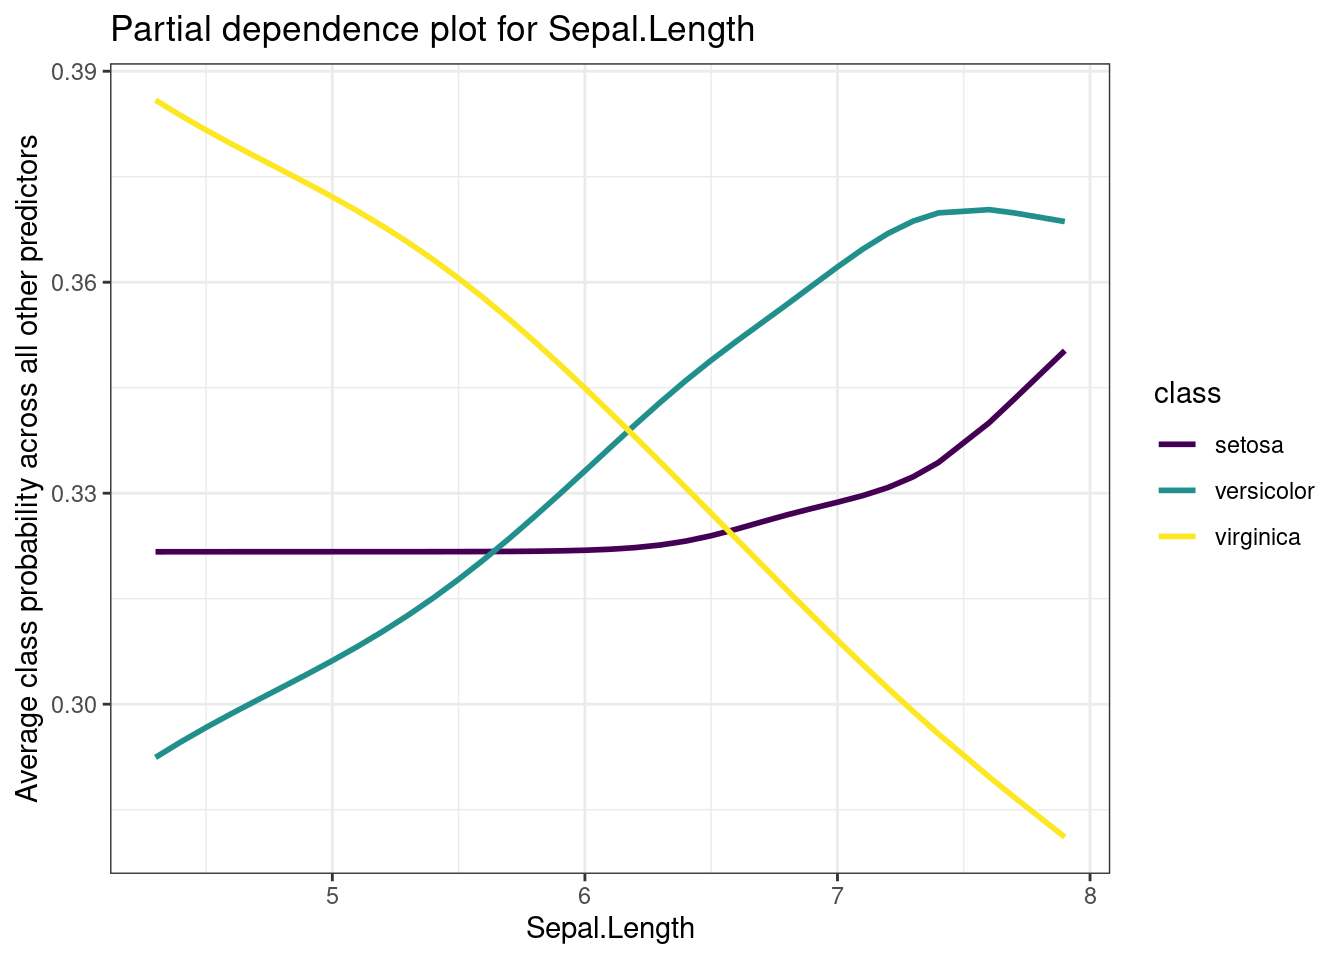 Partial dependence plot for Sepal.Length
Average class probability across all other predictors
0.39
0.36
0.33
0.30
5
6
7
8
Sepal.Length
class
setosa
versicolor
virginica